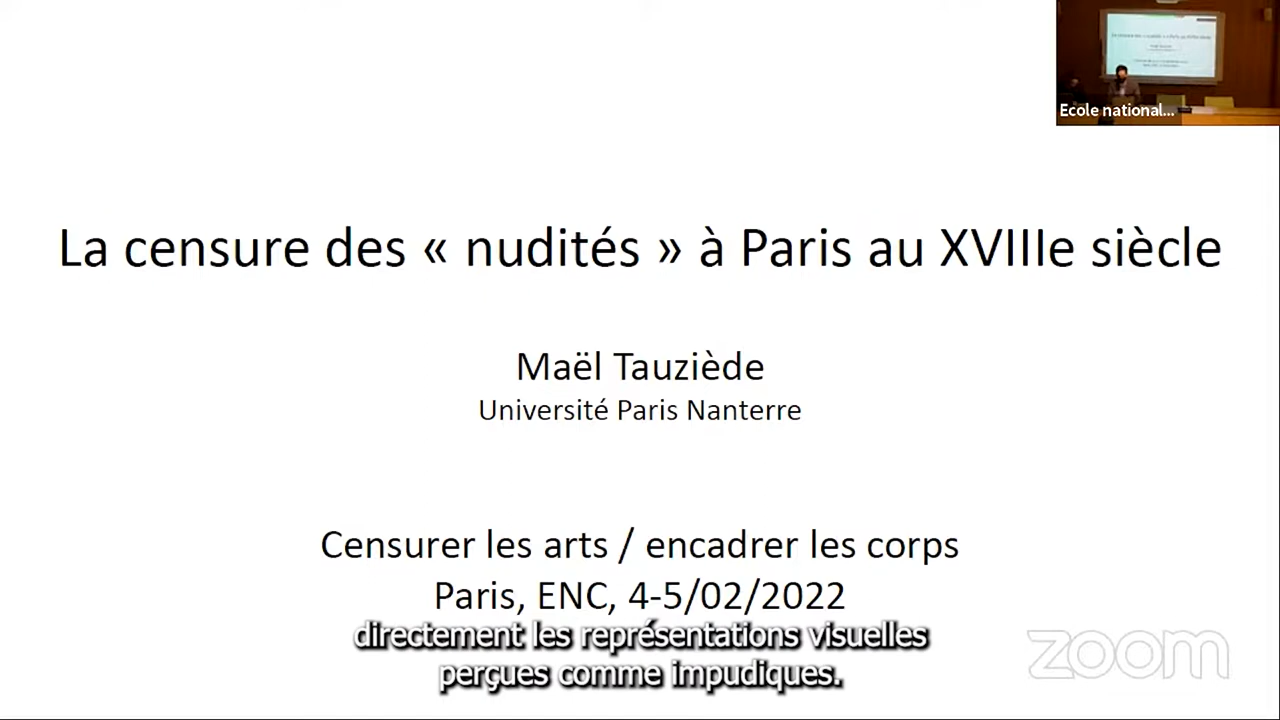 Ecole national...
La censure des « nudités » à Paris au XVIIIe siècle
Maël Tauziède
Université Paris Nanterre
Censurer les arts / encadrer les corps
Paris, ENC, 4-5/02/2022
directement les représentations visuelles
perçues comme impudiques.
zoom